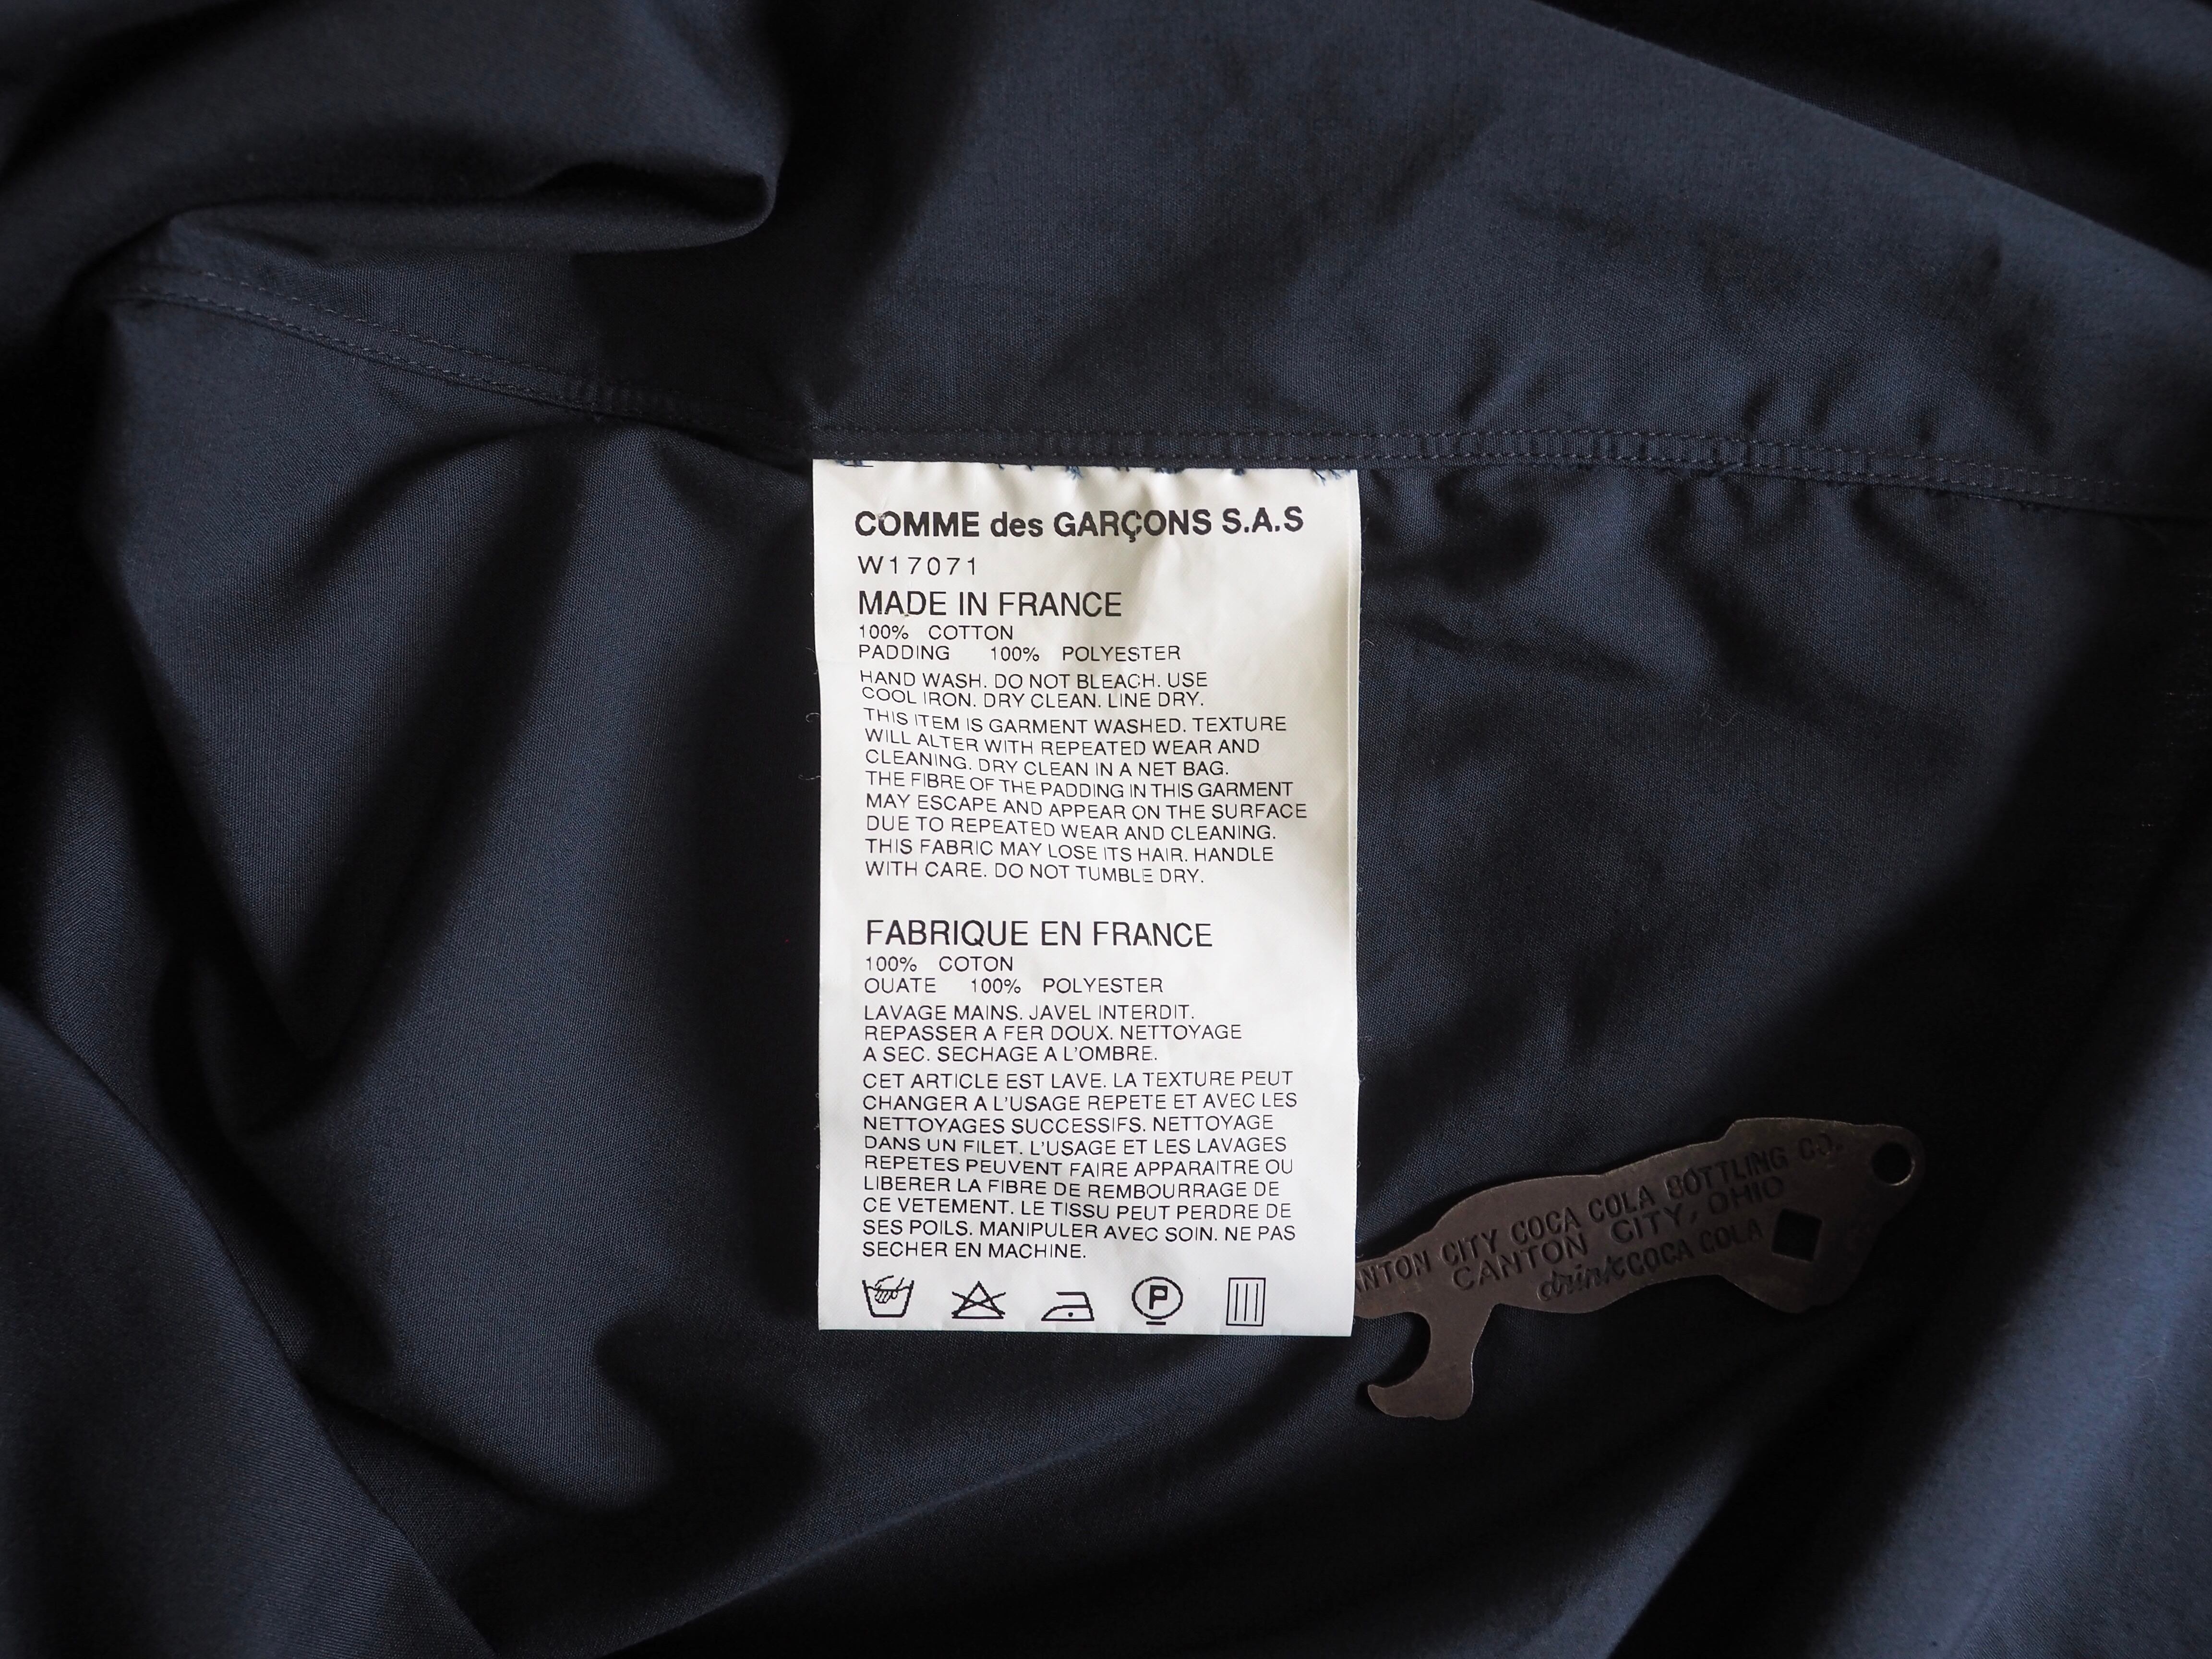 COMME des GARÇONS S.A.S
W17071
MADE IN FRANCE
100% COTTON
PADDING 100% POLYESTER
HAND WASH. DO NOT BLEACH. USE
COOL IRON. DRY CLEAN. LINE DRY.
THIS ITEM IS GARMENT WASHED. TEXTURE
WILL ALTER WITH REPEATED WEAR AND
CLEANING. DRY CLEAN IN A NET BAG.
THE FIBRE OF THE PADDING IN THIS GARMENT
MAY ESCAPE AND APPEAR ON THE SURFACE
DUE TO REPEATED WEAR AND CLEANING.
THIS FABRIC MAY LOSE ITS HAIR. HANDLE
WITH CARE. DO NOT TUMBLE DRY.
FABRIQUE EN FRANCE
100% COTON
OUATE 100% POLYESTER
LAVAGE MAINS. JAVEL INTERDIT.
REPASSER A FER DOUX. NETTOYAGE
A SEC. SECHAGE A L'OMBRE.
CET ARTICLE EST LAVE. LA TEXTURE PEUT
CHANGER A L'USAGE REPETE ET AVEC LES
NETTOYAGES SUCCESSIFS. NETTOYAGE
DANS UN FILET. L'USAGE ET LES LAVAGES
REPETES PEUVENT FAIRE APPARAITRE OU
LIBERER LA FIBRE DE REMBOURRAGE DE
CE VETEMENT. LE TISSU PEUT PERDRE DE
SES POILS. MANIPULER AVEC SOIN. NE PAS
SECHER EN MACHINE.
P
NTON CITY COCA COLA BOTTLING CO.
CANTON CITY, OHIO
drink COCA COLA